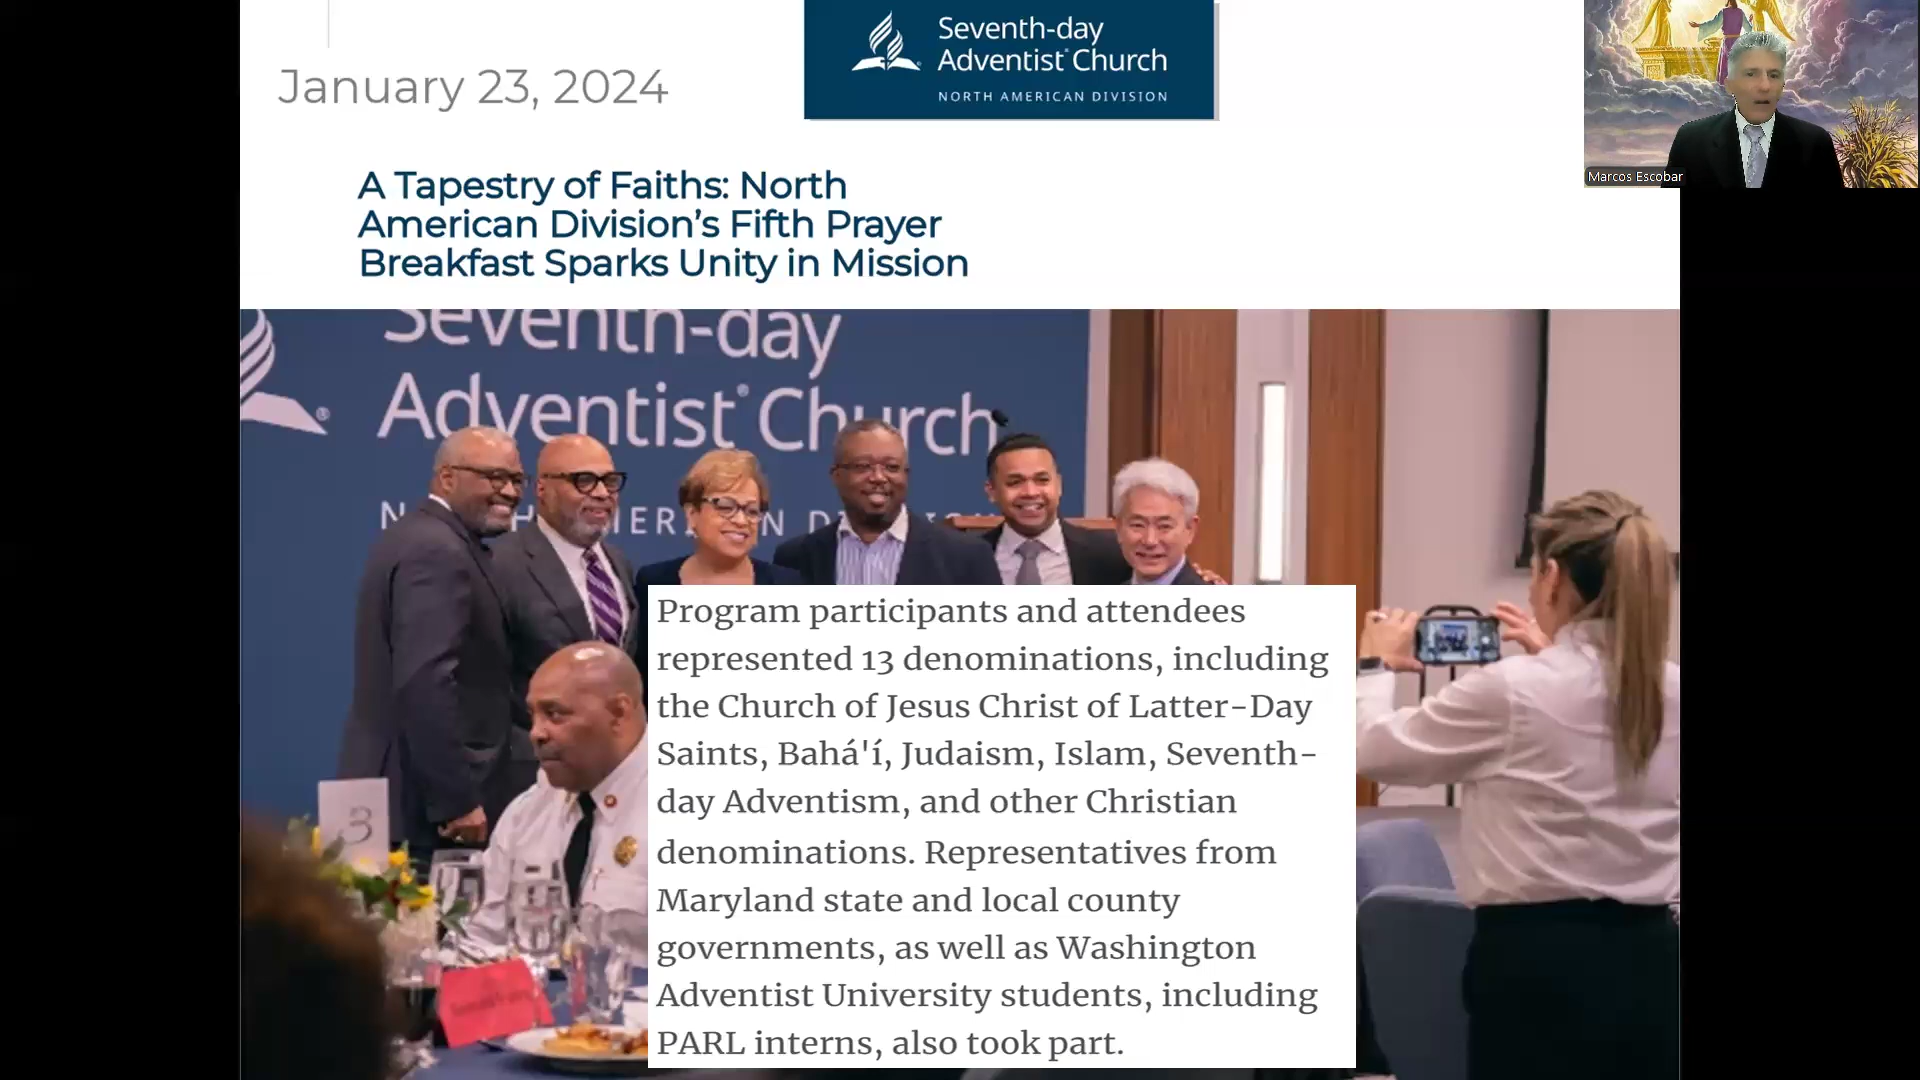 January 23, 2024
Seventh-day
Adventist Church
NORTH AMERICAN DIVISION
Marcos Escobar
A Tapestry of Faiths: North
American Division's Fifth Prayer
Breakfast Sparks Unity in Mission
Seventh-day
Adventist® Church
®
3
Program participants and attendees
represented 13 denominations, including
the Church of Jesus Christ of Latter-Day
Saints, Bahá'í, Judaism, Islam, Seventh-
day Adventism, and other Christian
denominations. Representatives from
Maryland state and local county
governments, as well as Washington
Adventist University students, including
PARL interns, also took part.